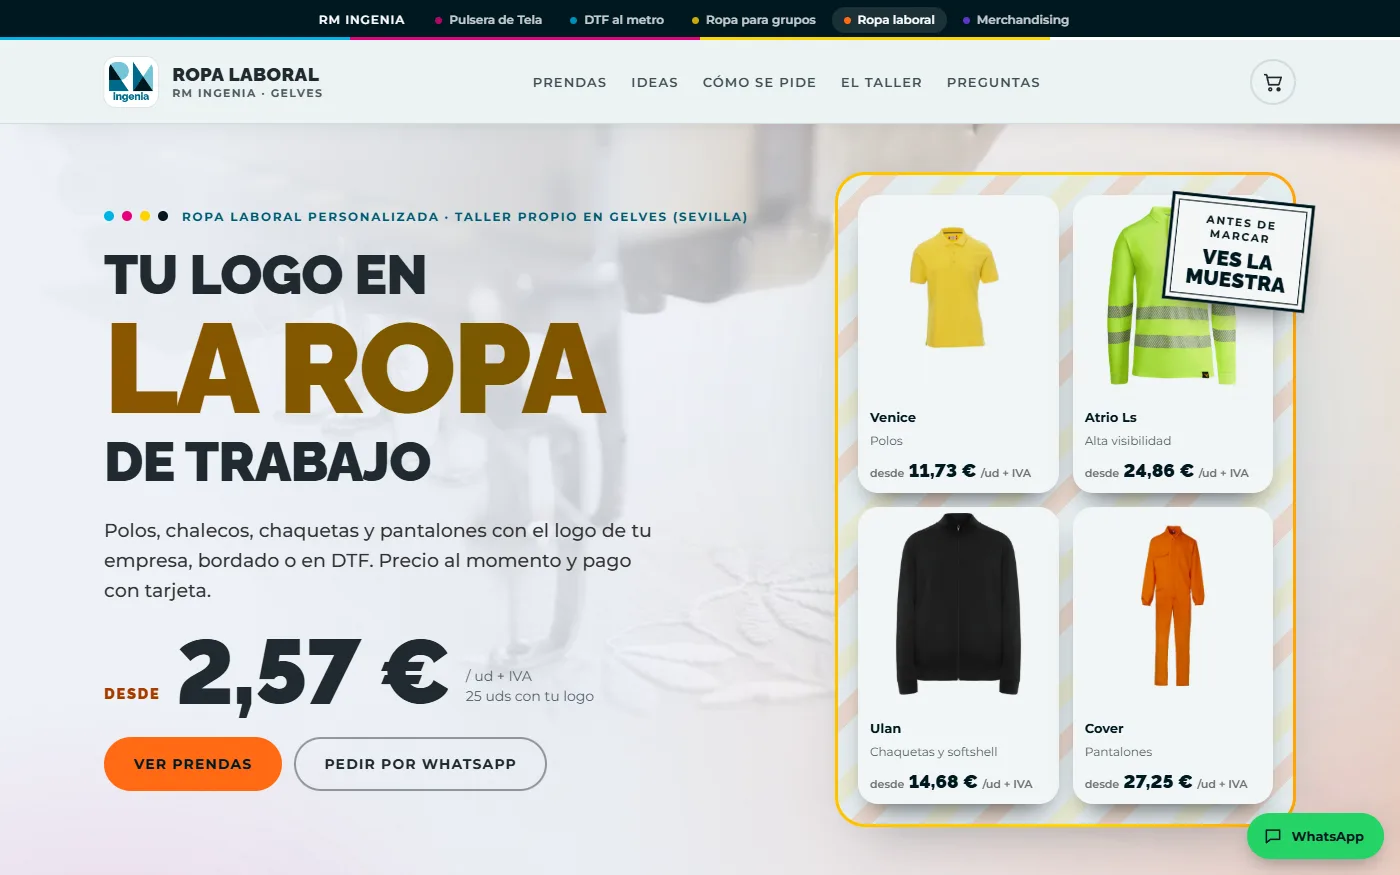 RM INGENIA
Pulsera de Tela
DTF al metro
Ropa para grupos
Ropa laboral
Merchandising
RM
Ingenia
ROPA LABORAL
RM INGENIA · GELVES
PRENDAS
IDEAS
CÓMO SE PIDE
EL TALLER
PREGUNTAS
ROPA LABORAL PERSONALIZADA · TALLER PROPIO EN GELVES (SEVILLA)
TU LOGO EN
LA ROPA
DE TRABAJO
Polos, chalecos, chaquetas y pantalones con el logo de tu
empresa, bordado o en DTF. Precio al momento y pago
con tarjeta.
DESDE 2,57 €
/ ud + IVA
25 uds con tu logo
VER PRENDAS
PEDIR POR WHATSAPP
ANTES DE
MARCAR
VES LA
MUESTRA
Venice
Polos
desde 11,73 € /ud + IVA
Atrio Ls
Alta visibilidad
desde 24,86 € /ud + IVA
Ulan
Chaquetas y softshell
desde 14,68 € /ud + IVA
Cover
Pantalones
desde 27,25 € /ud + IVA
WhatsApp